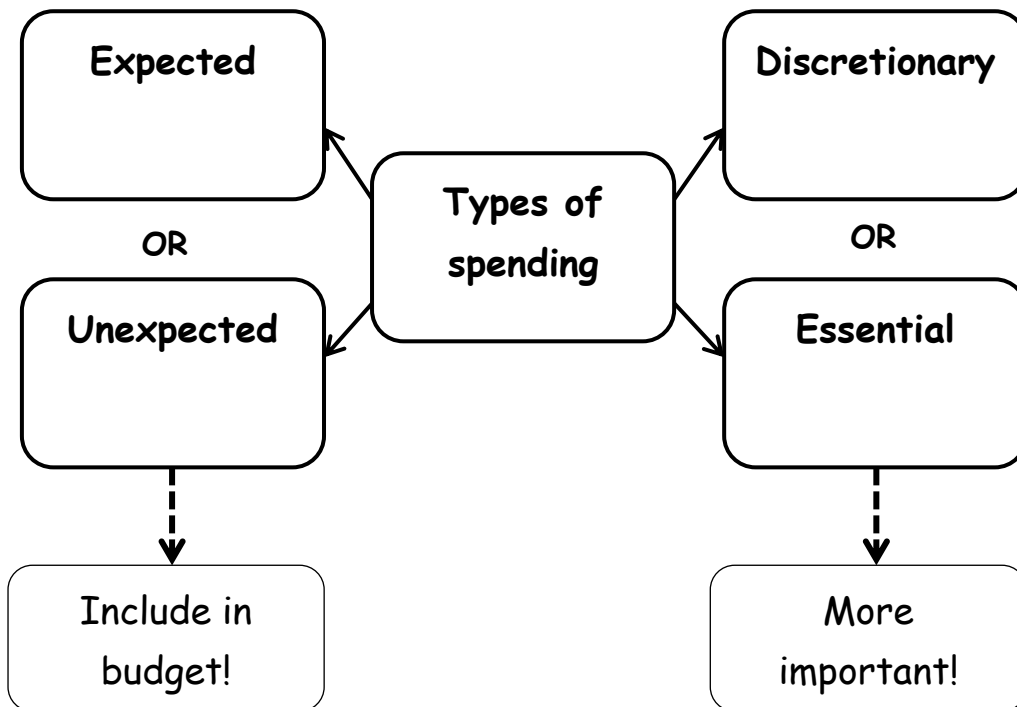 Expected
OR
Unexpected
Include in
budget!
Types of
spending
Discretionary
OR
Essential
More
important!